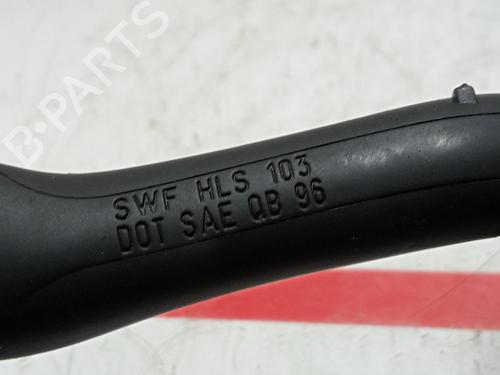 B-PARTS
SWF HLS 103
DOT SAE QB 96